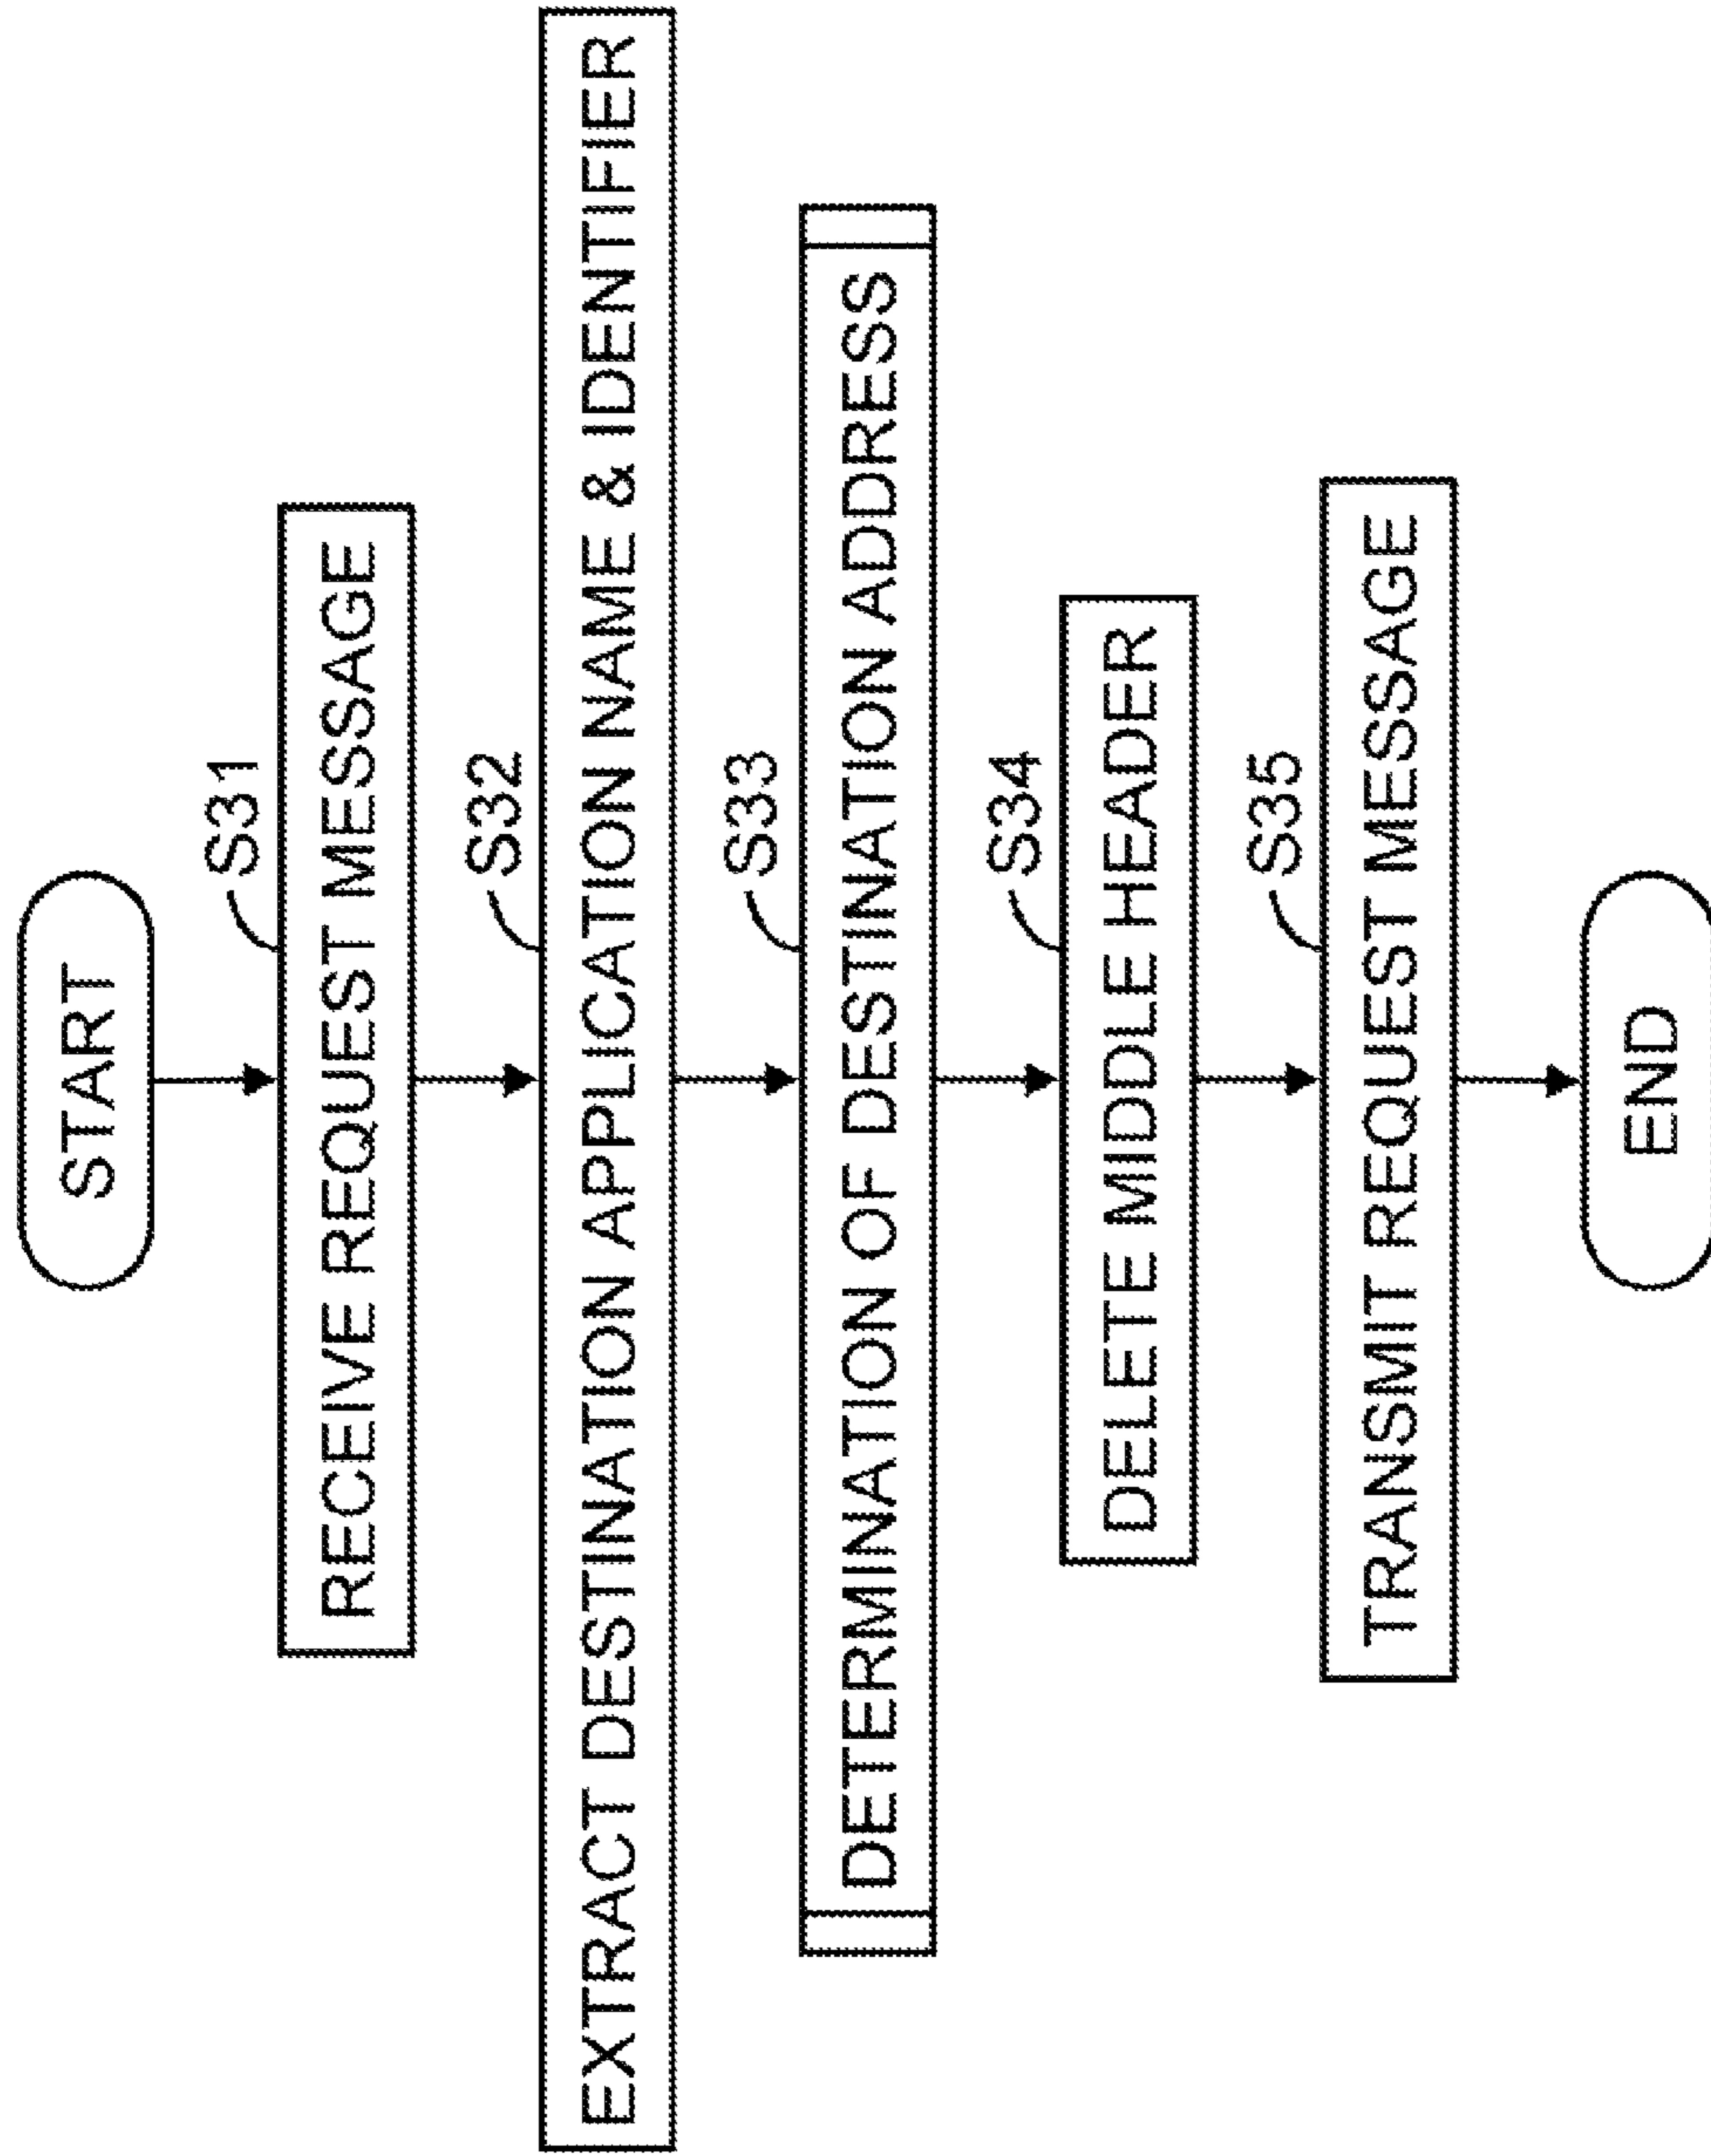 START
S31
RECEIVE REQUEST MESSAGE
S32
EXTRACT DESTINATION APPLICATION NAME & IDENTIFIER
S33
DETERMINATION OF DESTINATION ADDRESS
S34
DELETE MIDDLE HEADER
S35
TRANSMIT REQUEST MESSAGE
END